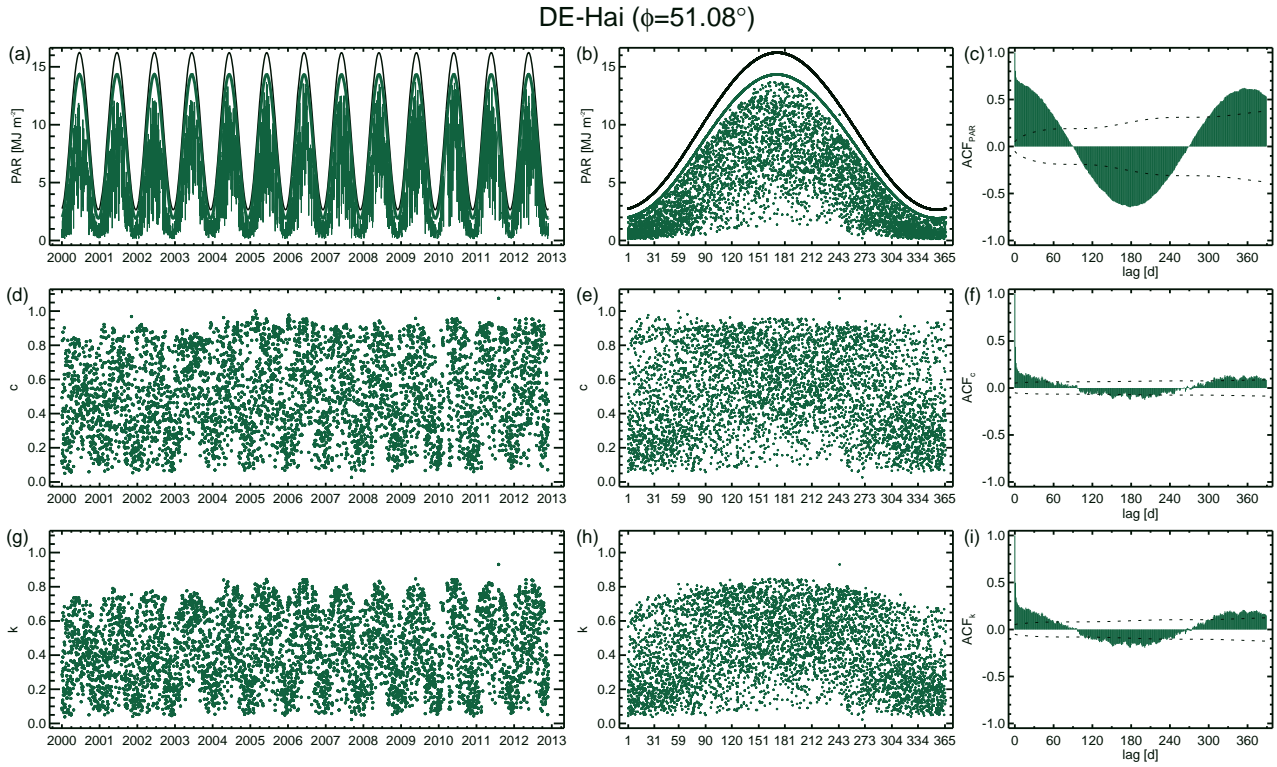 DE-Hai (ϕ=51.08°)
(a)
PAR [MJ m⁻²]
15
10
5
0
2000 2001 2002 2003 2004 2005 2006 2007 2008 2009 2010 2011 2012 2013
(b)
PAR [MJ m⁻²]
15
10
5
0
1 31 59 90 120 151 181 212 243 273 304 334 365
(c)
ACF_PAR
1.0
0.5
0.0
-0.5
-1.0
0 60 120 180 240 300 360
lag [d]
(d)
c
1.0
0.8
0.6
0.4
0.2
0.0
2000 2001 2002 2003 2004 2005 2006 2007 2008 2009 2010 2011 2012 2013
(e)
c
1.0
0.8
0.6
0.4
0.2
0.0
1 31 59 90 120 151 181 212 243 273 304 334 365
(f)
ACF_c
1.0
0.5
0.0
-0.5
-1.0
0 60 120 180 240 300 360
lag [d]
(g)
k
1.0
0.8
0.6
0.4
0.2
0.0
2000 2001 2002 2003 2004 2005 2006 2007 2008 2009 2010 2011 2012 2013
(h)
k
1.0
0.8
0.6
0.4
0.2
0.0
1 31 59 90 120 151 181 212 243 273 304 334 365
(i)
ACF_k
1.0
0.5
0.0
-0.5
-1.0
0 60 120 180 240 300 360
lag [d]